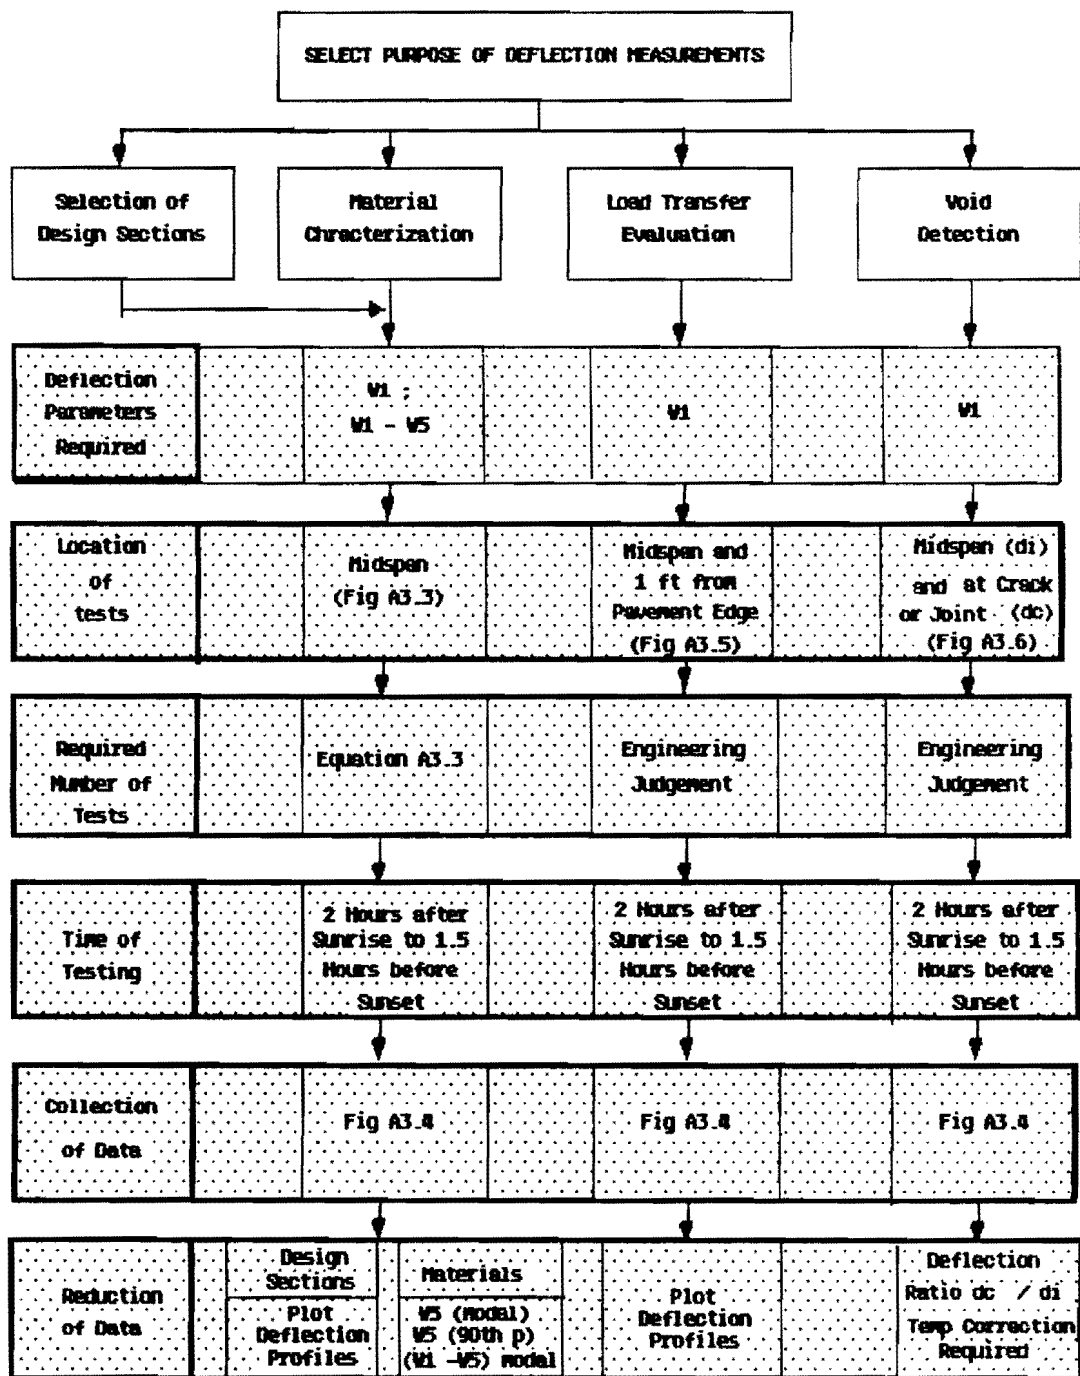 SELECT PURPOSE OF DEFLECTION MEASUREMENTS
Selection of
Design Sections
Material
Chracterization
Load Transfer
Evaluation
Void
Detection
Deflection
Parameters
Required
W1 ;
W1 - W5
W1
W1
Location
of
tests
Midspan
(Fig A3.3)
Midspan and
1 ft from
Pavement Edge
(Fig A3.5)
Midspan (di)
and at Crack
or Joint (dc)
(Fig A3.6)
Required
Number of
Tests
Equation A3.3
Engineering
Judgement
Engineering
Judgement
Time of
Testing
2 Hours after
Sunrise to 1.5
Hours before
Sunset
2 Hours after
Sunrise to 1.5
Hours before
Sunset
2 Hours after
Sunrise to 1.5
Hours before
Sunset
Collection
of Data
Fig A3.4
Fig A3.4
Fig A3.4
Reduction
of Data
Design
Sections
Plot
Deflection
Profiles
Materials
W5 (modal)
W5 (90th p)
(W1 -W5) modal
Plot
Deflection
Profiles
Deflection
Ratio dc / di
Temp Correction
Required